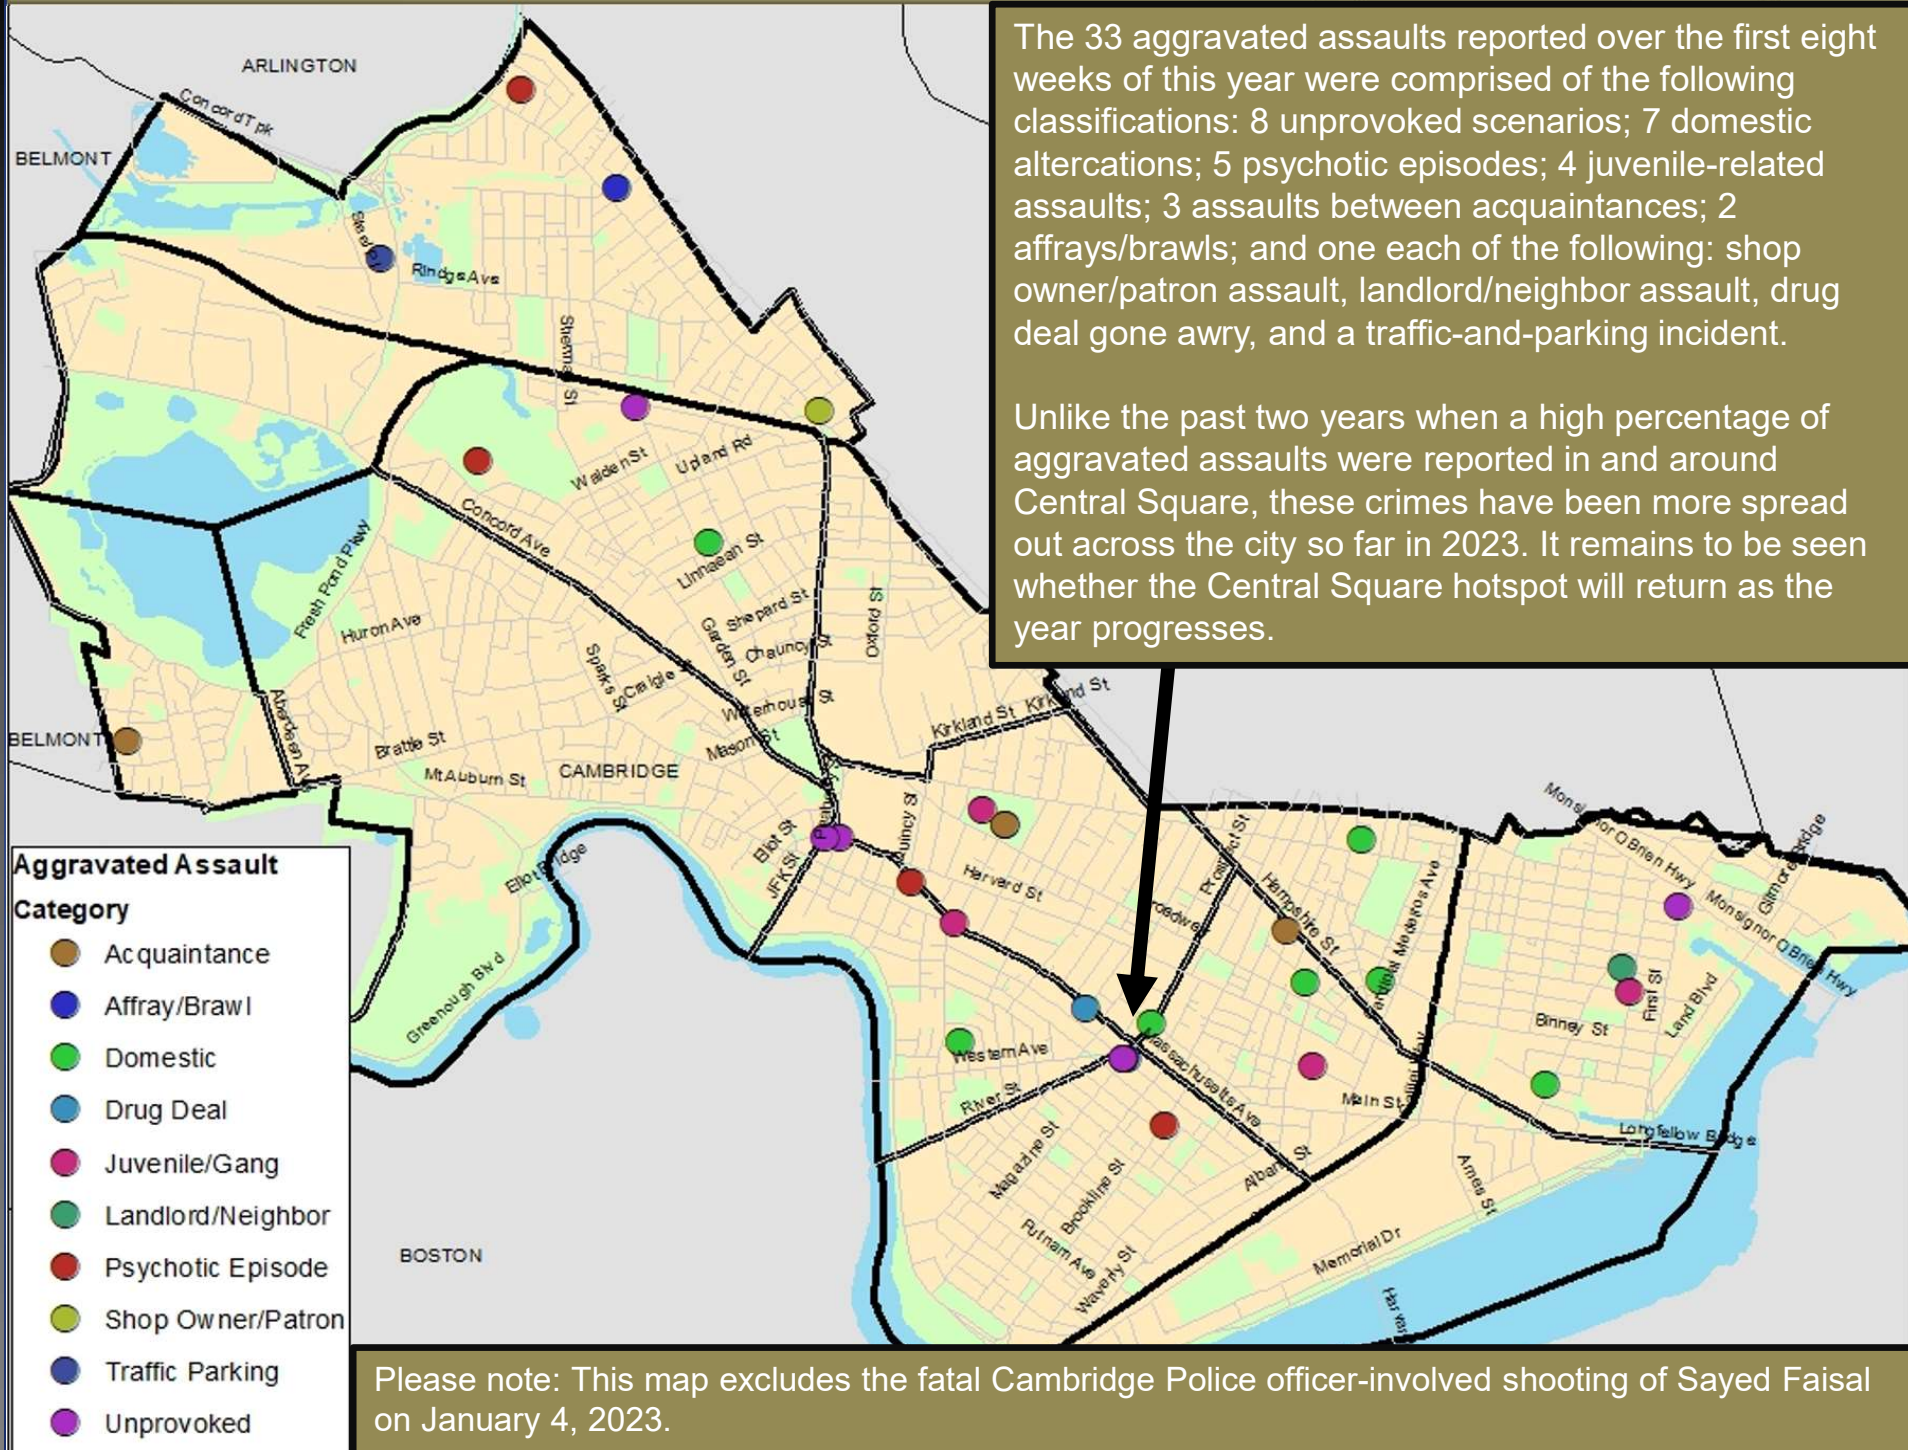 The 33 aggravated assaults reported over the first eight
weeks of this year were comprised of the following
classifications: 8 unprovoked scenarios; 7 domestic
altercations; 5 psychotic episodes; 4 juvenile-related
assaults; 3 assaults between acquaintances; 2
affrays/brawls; and one each of the following: shop
owner/patron assault, landlord/neighbor assault, drug
deal gone awry, and a traffic-and-parking incident.
Unlike the past two years when a high percentage of
aggravated assaults were reported in and around
Central Square, these crimes have been more spread
out across the city so far in 2023. It remains to be seen
whether the Central Square hotspot will return as the
year progresses.
ARLINGTON
Concord Tpk
BELMONT
Rindge Ave
Sherman St
Walden St
Upland Rd
Concord Ave
Linnaean St
Fresh Pond Pkwy
Huron Ave
Shepard St
Garden St
Chauncy St
Oxford St
Sparks St
Craigie St
Waterhouse St
Kirkland St
Kirkland St
Mason St
BELMONT
Aberdeen Ave
Brattle St
Mt Auburn St
CAMBRIDGE
Eliot St
JFK St
Quincy St
Harvard St
Eliot Bridge
Greenough Blvd
Prospect St
Broadway
Hampshire St
Cardinal Medeiros Ave
Monsignor OBrien Hwy
Monsignor OBrien Hwy
Gilmore Bridge
First St
Land Blvd
Binney St
Western Ave
River St
Massachusetts Ave
Main St
Longfellow Bridge
Magazine St
Brookline St
Albany St
Ames St
Putnam Ave
Waverly St
Memorial Dr
Harvar
BOSTON
Aggravated Assault
Category
Acquaintance
Affray/Brawl
Domestic
Drug Deal
Juvenile/Gang
Landlord/Neighbor
Psychotic Episode
Shop Owner/Patron
Traffic Parking
Unprovoked
Please note: This map excludes the fatal Cambridge Police officer-involved shooting of Sayed Faisal
on January 4, 2023.